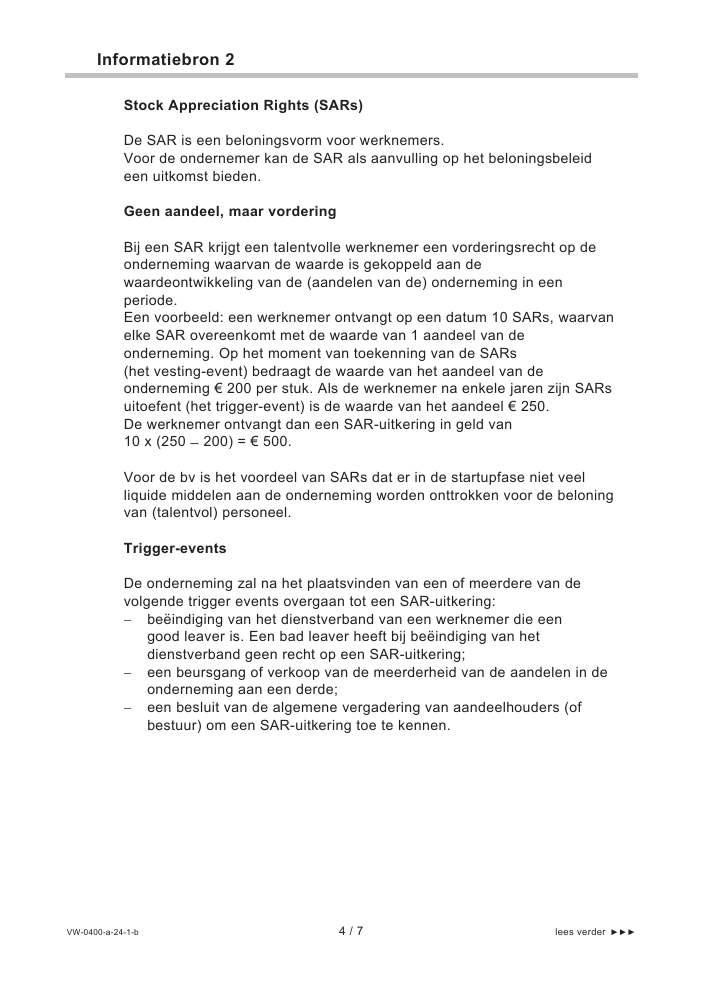 Informatiebron 2
Stock Appreciation Rights (SARs)
De SAR is een beloningsvorm voor werknemers.
Voor de ondernemer kan de SAR als aanvulling op het beloningsbeleid
een uitkomst bieden.
Geen aandeel, maar vordering
Bij een SAR krijgt een talentvolle werknemer een vorderingsrecht op de
onderneming waarvan de waarde is gekoppeld aan de
waardeontwikkeling van de (aandelen van de) onderneming in een
periode.
Een voorbeeld: een werknemer ontvangt op een datum 10 SARs, waarvan
elke SAR overeenkomt met de waarde van 1 aandeel van de
onderneming. Op het moment van toekenning van de SARs
(het vesting-event) bedraagt de waarde van het aandeel van de
onderneming € 200 per stuk. Als de werknemer na enkele jaren zijn SARs
uitoefent (het trigger-event) is de waarde van het aandeel € 250.
De werknemer ontvangt dan een SAR-uitkering in geld van
10 x (250 – 200) = € 500.
Voor de bv is het voordeel van SARs dat er in de startupfase niet veel
liquide middelen aan de onderneming worden onttrokken voor de beloning
van (talentvol) personeel.
Trigger-events
De onderneming zal na het plaatsvinden van een of meerdere van de
volgende trigger events overgaan tot een SAR-uitkering:
– beëindiging van het dienstverband van een werknemer die een
good leaver is. Een bad leaver heeft bij beëindiging van het
dienstverband geen recht op een SAR-uitkering;
– een beursgang of verkoop van de meerderheid van de aandelen in de
onderneming aan een derde;
– een besluit van de algemene vergadering van aandeelhouders (of
bestuur) om een SAR-uitkering toe te kennen.
VW-0400-a-24-1-b
4 / 7
lees verder ►►►